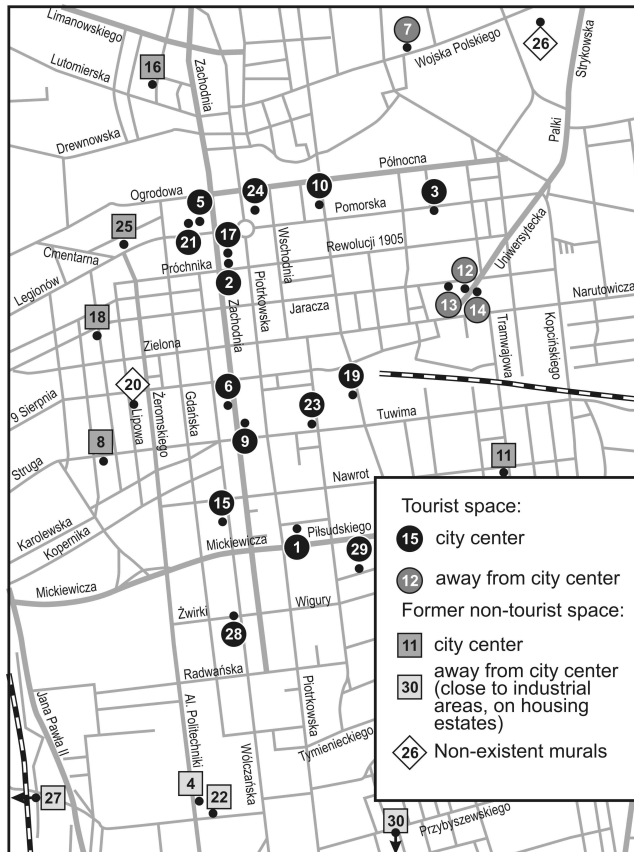 Limanowskiego
7
26
Wojska Polskiego
Strykowska
Lutomierska
16
Zachodnia
Drewnowska
Palki
Północna
Ogrodowa
5
24
10
3
Pomorska
25
21
17
Wschodnia
Rewolucji 1905
Uniwersytecka
Cmentarna
Próchnika
2
12
Legionów
Piotrkowska
13
14
Narutowicza
Jaracza
18
Zachodnia
Tramwajowa
Kopcińskiego
Zielona
20
6
19
9 Sierpnia
Lipowa
Żeromskiego
Gdańska
23
Tuwima
9
8
11
Struga
Nawrot
15
Karolewska
Kopernika
Mickiewicza
Piłsudskiego
1
29
Mickiewicza
Żwirki
Wigury
28
Radwańska
Jana Pawła II
Al. Politechniki
Piotrkowska
Wólczańska
Tymienieckiego
4
22
27
30
Przybyszewskiego
Tourist space:
15 city center
12 away from city center
Former non-tourist space:
11 city center
30 away from city center
(close to industrial
areas, on housing
estates)
26 Non-existent murals